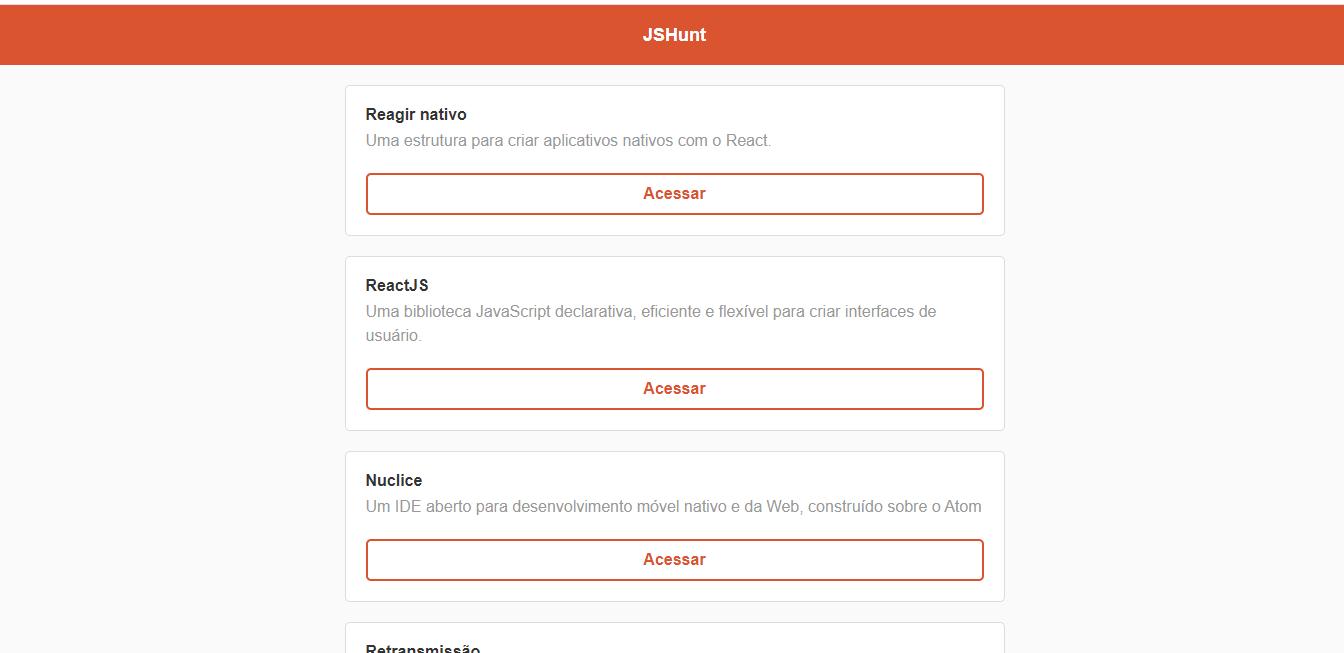 JSHunt
Reagir nativo
Uma estrutura para criar aplicativos nativos com o React.
Acessar
ReactJS
Uma biblioteca JavaScript declarativa, eficiente e flexível para criar interfaces de
usuário.
Acessar
Nuclice
Um IDE aberto para desenvolvimento móvel nativo e da Web, construído sobre o Atom
Acessar
Retransmissão